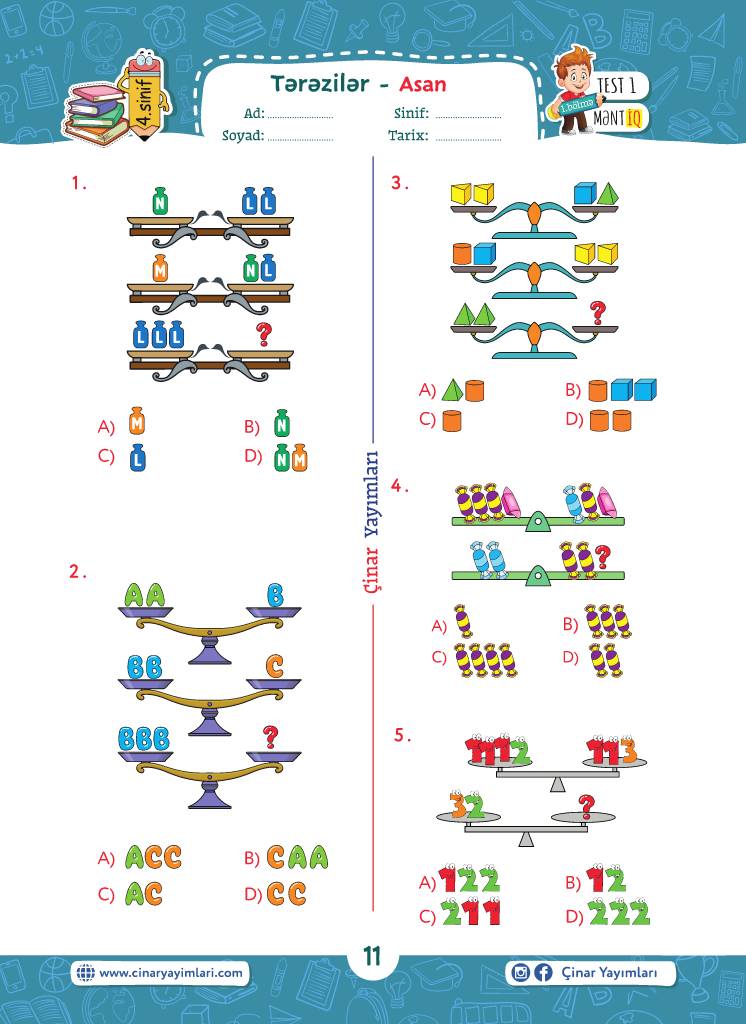 4.sinif
Tərəzilər - Asan
Ad: ....................
Sinif: ....................
Soyad: ....................
Tarix: ....................
1.bölmə
TEST 1
MƏNTİQ
1.
N LL
M NL
LLL ?
A) M B) N
C) L D) NM
2.
AA B
BB C
BBB ?
A) ACC B) CAA
C) AC D) CC
Çinar Yayımları
3.
?
A) B)
C) D)
4.
?
A) B)
C) D)
5.
1112 113
32 ?
A) 122 B) 12
C) 211 D) 222
www.cinaryayimlari.com
11
Çinar Yayımları